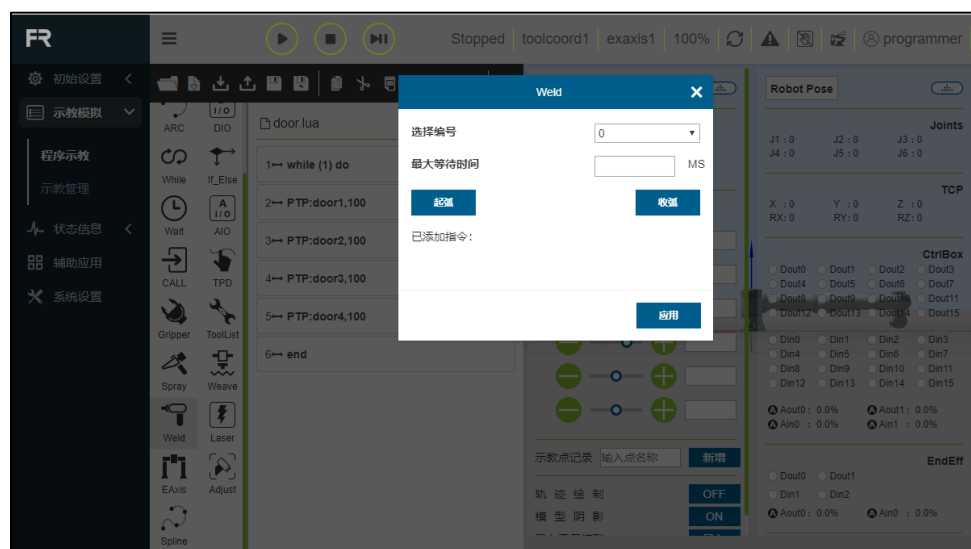 FR
Stopped toolcoord1 exaxis1 100% programmer
初始设置
示教模拟
程序示教
示教管理
状态信息
辅助应用
系统设置
ARC
I/O
DIO
While
If_Else
Wait
A
I/O
AIO
CALL
TPD
Gripper
ToolList
Spray
Weave
Weld
Laser
EAxis
Adjust
Spline
door.lua
1 while (1) do
2 PTP:door1,100
3 PTP:door2,100
4 PTP:door3,100
5 PTP:door4,100
6 end
Weld
选择编号 0
最大等待时间 MS
起弧 收弧
已添加指令:
应用
示教点记录 输入点名称 新增
轨迹绘制 OFF
模型阴影 ON
Robot Pose
Joints
J1 : 0 J2 : 0 J3 : 0
J4 : 0 J5 : 0 J6 : 0
TCP
X : 0 Y : 0 Z : 0
RX: 0 RY: 0 RZ: 0
CtrlBox
Dout0 Dout1 Dout2 Dout3
Dout4 Dout5 Dout6 Dout7
Dout8 Dout9 Dout10 Dout11
Dout12 Dout13 Dout14 Dout15
Din0 Din1 Din2 Din3
Din4 Din5 Din6 Din7
Din8 Din9 Din10 Din11
Din12 Din13 Din14 Din15
A Aout0 : 0.0% A Aout1 : 0.0%
A Ain0 : 0.0% A Ain1 : 0.0%
EndEff
Dout0 Dout1
Din1 Din2
A Aout0: 0.0% A Ain0 : 0.0%